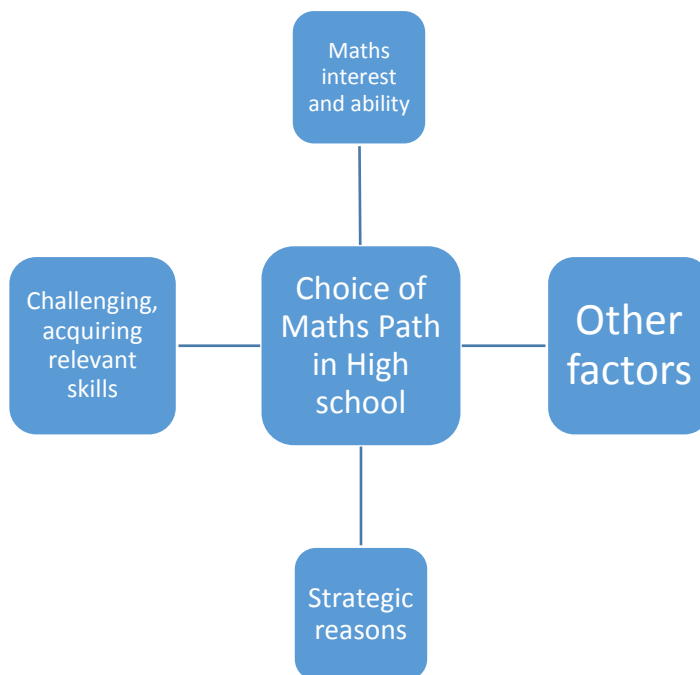 Maths
interest
and ability
Challenging,
acquiring
relevant
skills
Choice of
Maths Path
in High
school
Other
factors
Strategic
reasons